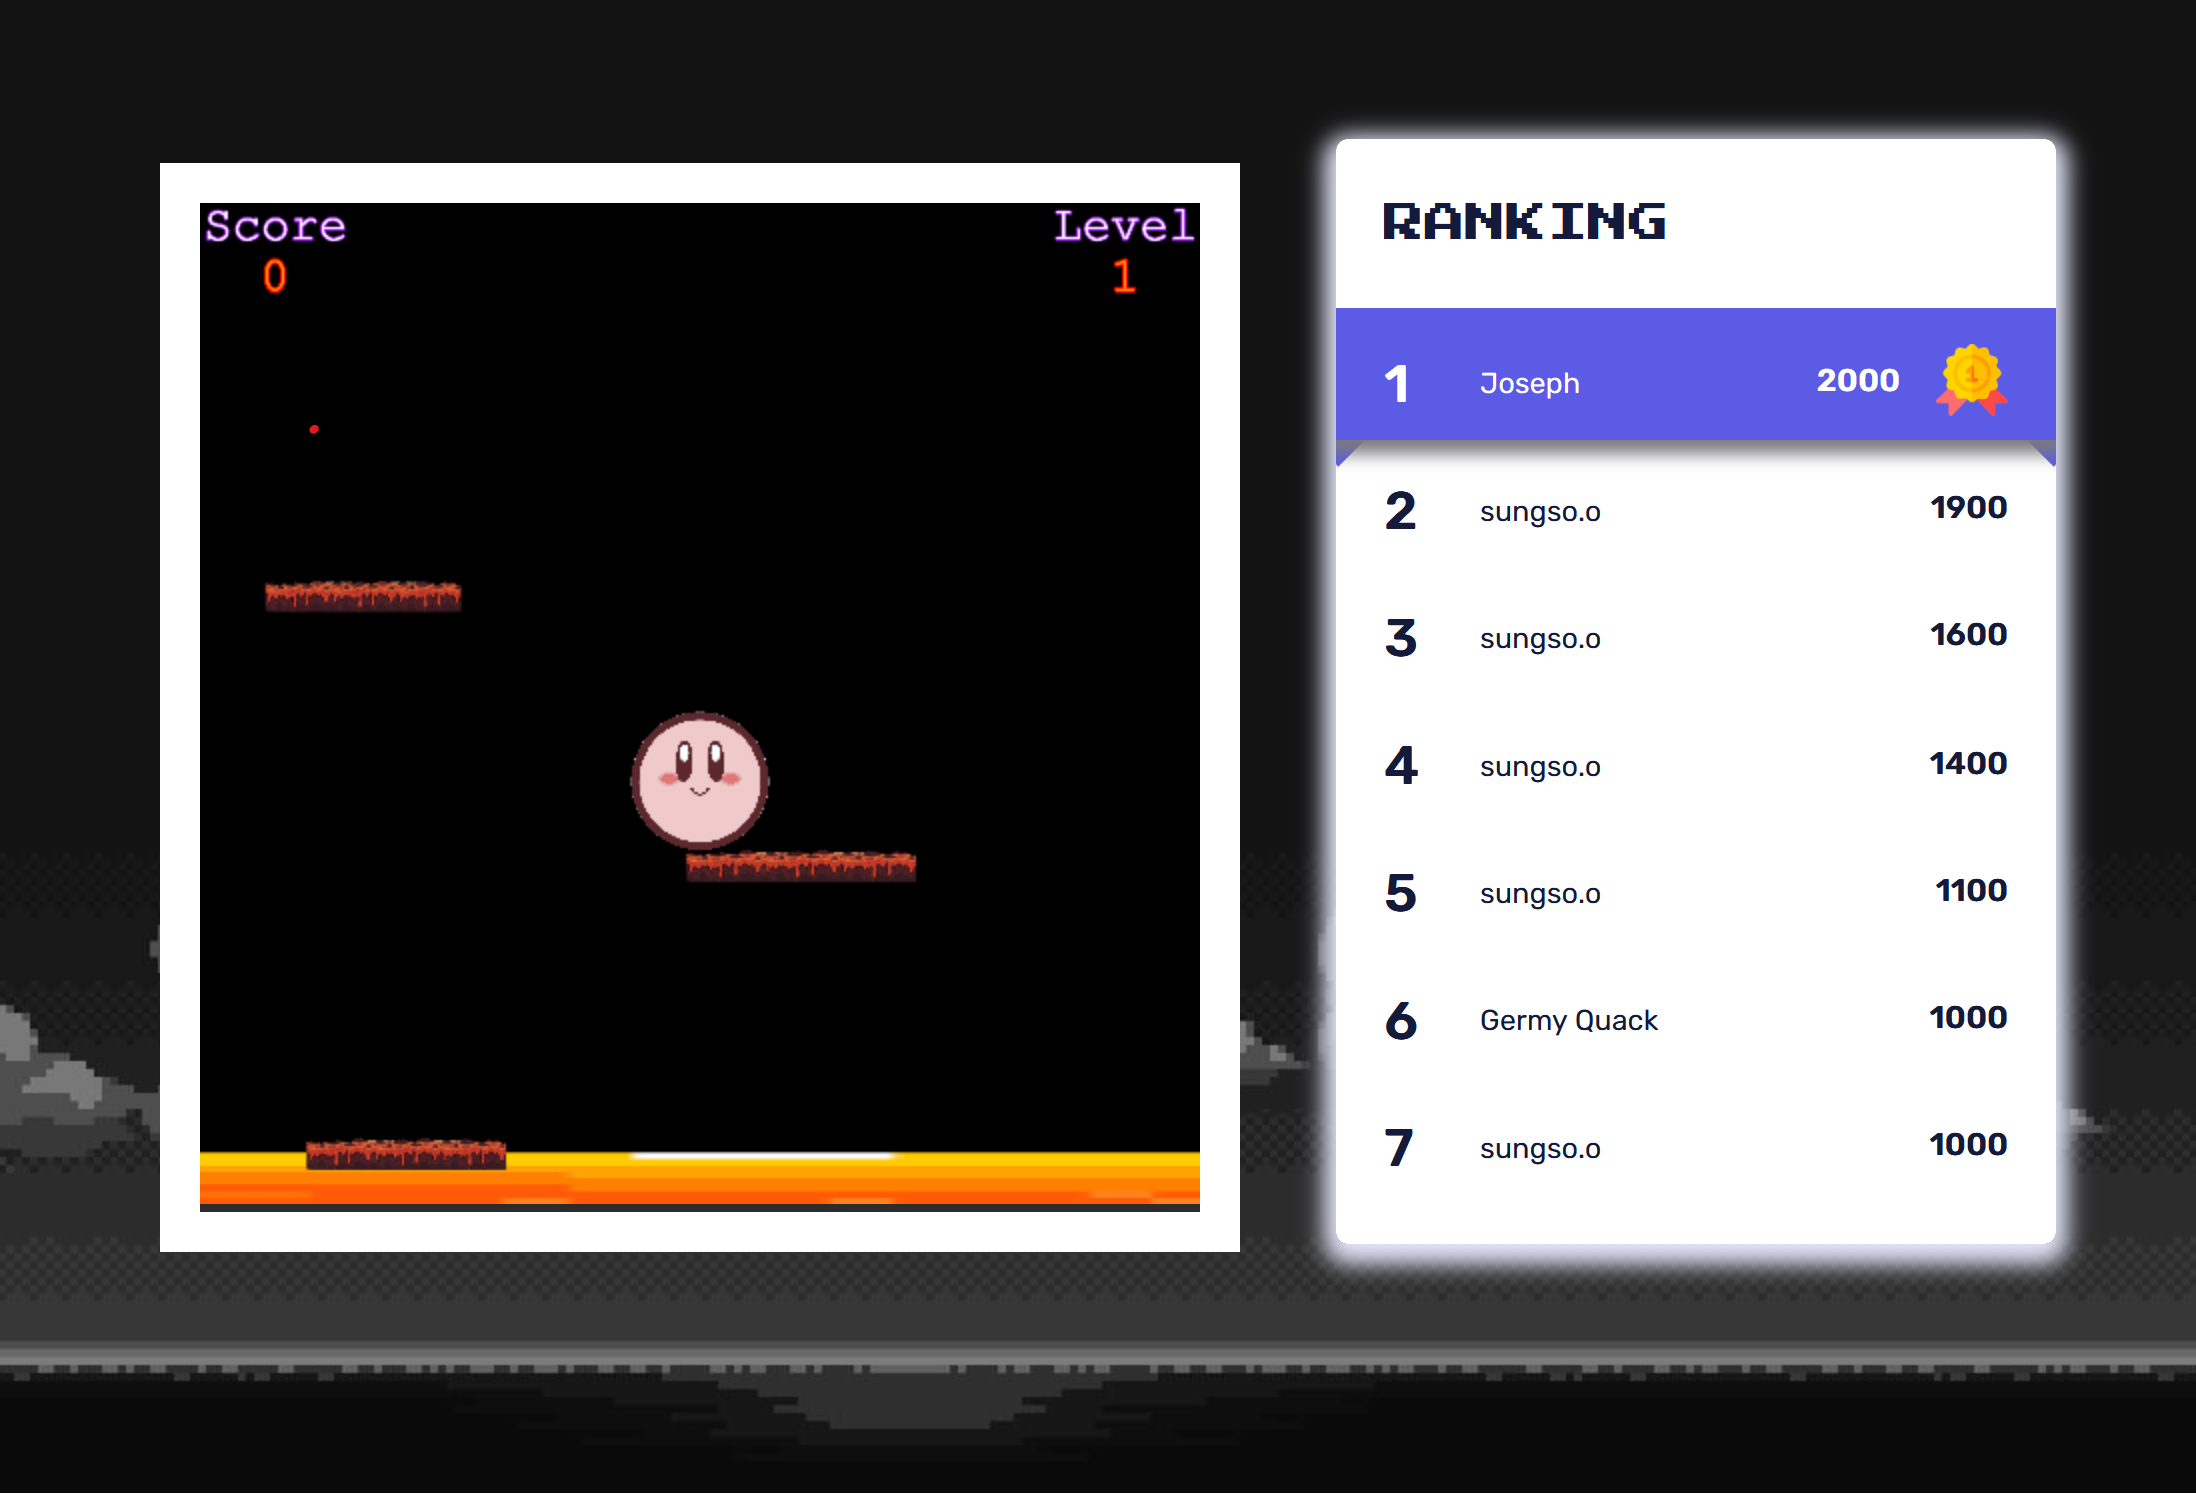 Score
0
Level
1
RANKING
1 Joseph 2000 1
2 sungso.o 1900
3 sungso.o 1600
4 sungso.o 1400
5 sungso.o 1100
6 Germy Quack 1000
7 sungso.o 1000